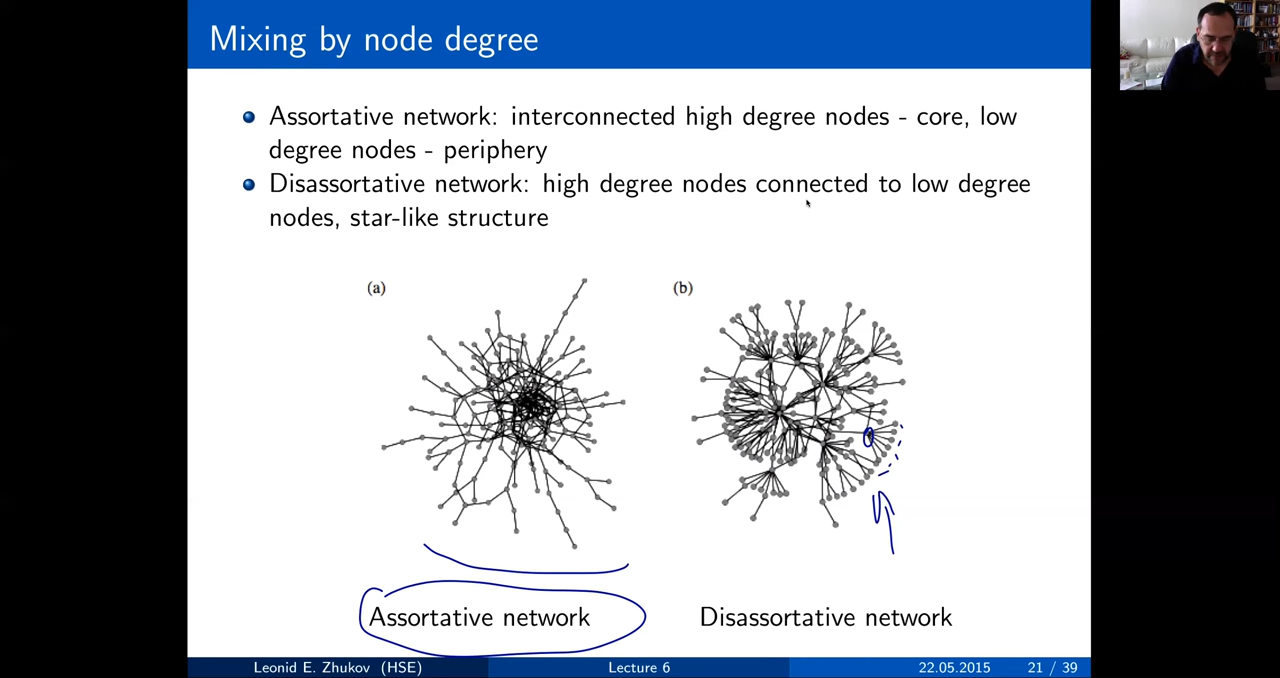 Mixing by node degree
Assortative network: interconnected high degree nodes - core, low
degree nodes - periphery
Disassortative network: high degree nodes connected to low degree
nodes, star-like structure
(a)
(b)
Assortative network
Disassortative network
Leonid E. Zhukov (HSE)
Lecture 6
22.05.2015
21 / 39